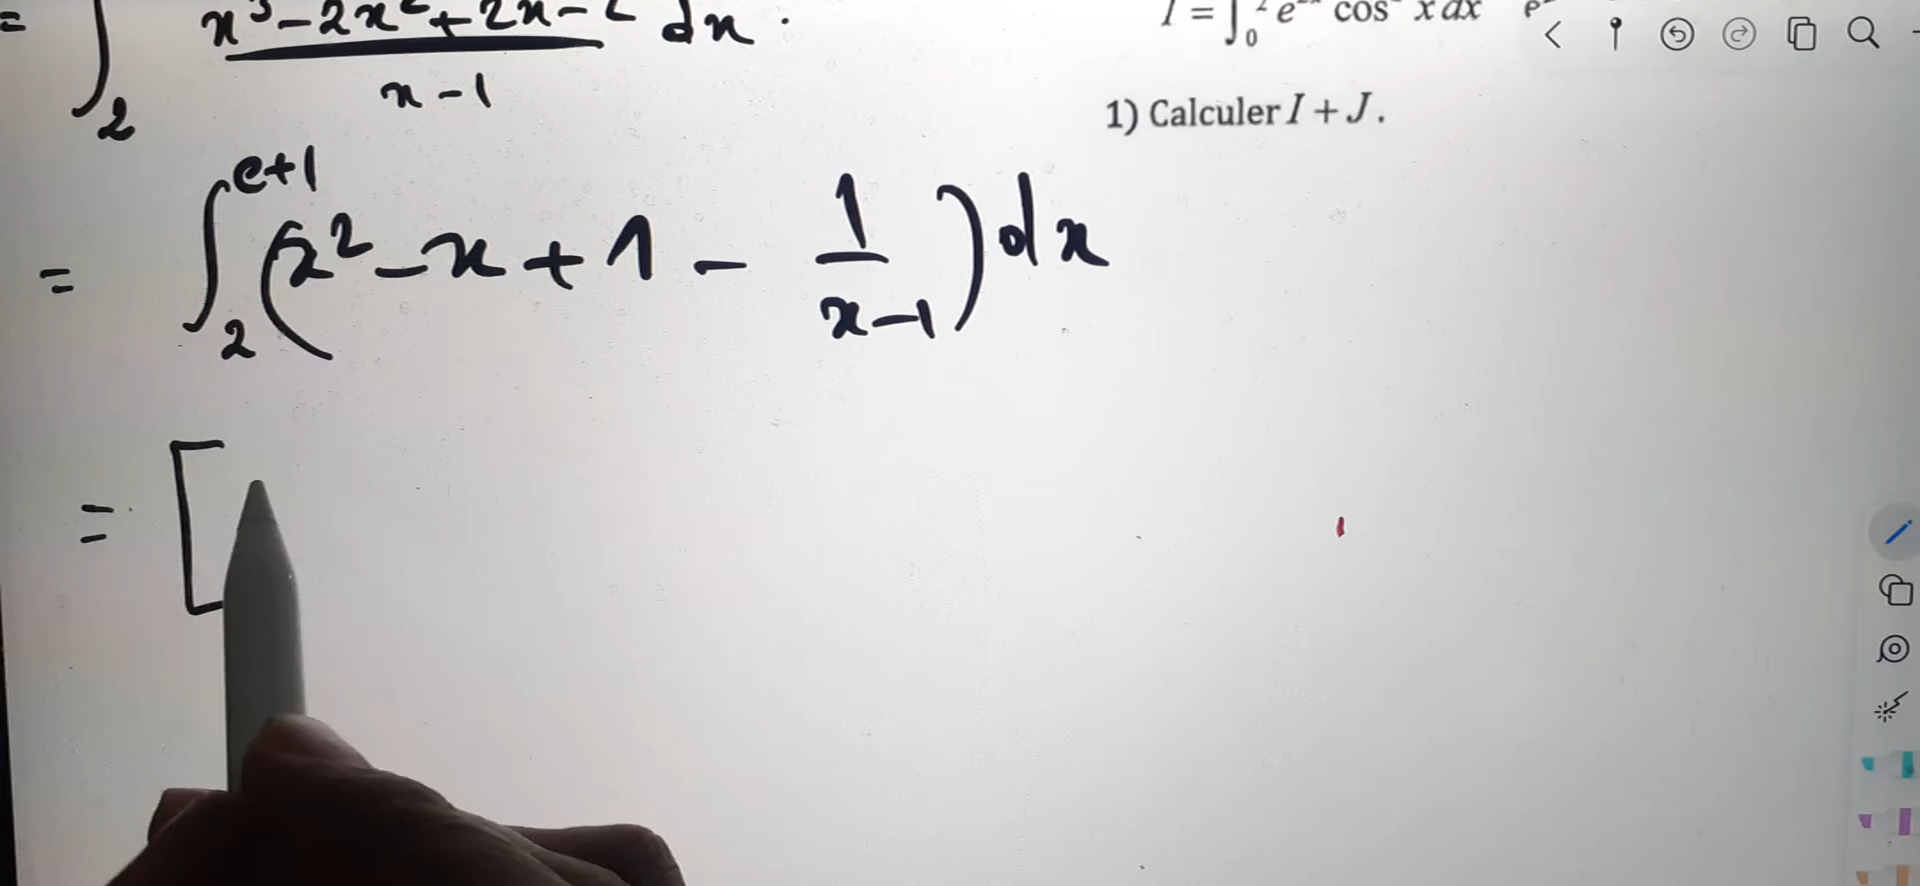 = ∫₂ (x³ - 2x² + 2x - 2)/(x - 1) dx .
I = ∫₀ cos x dx
1) Calculer I + J .
= ∫₂^(e+1) (x² - x + 1 - 1/(x-1)) dx
= [